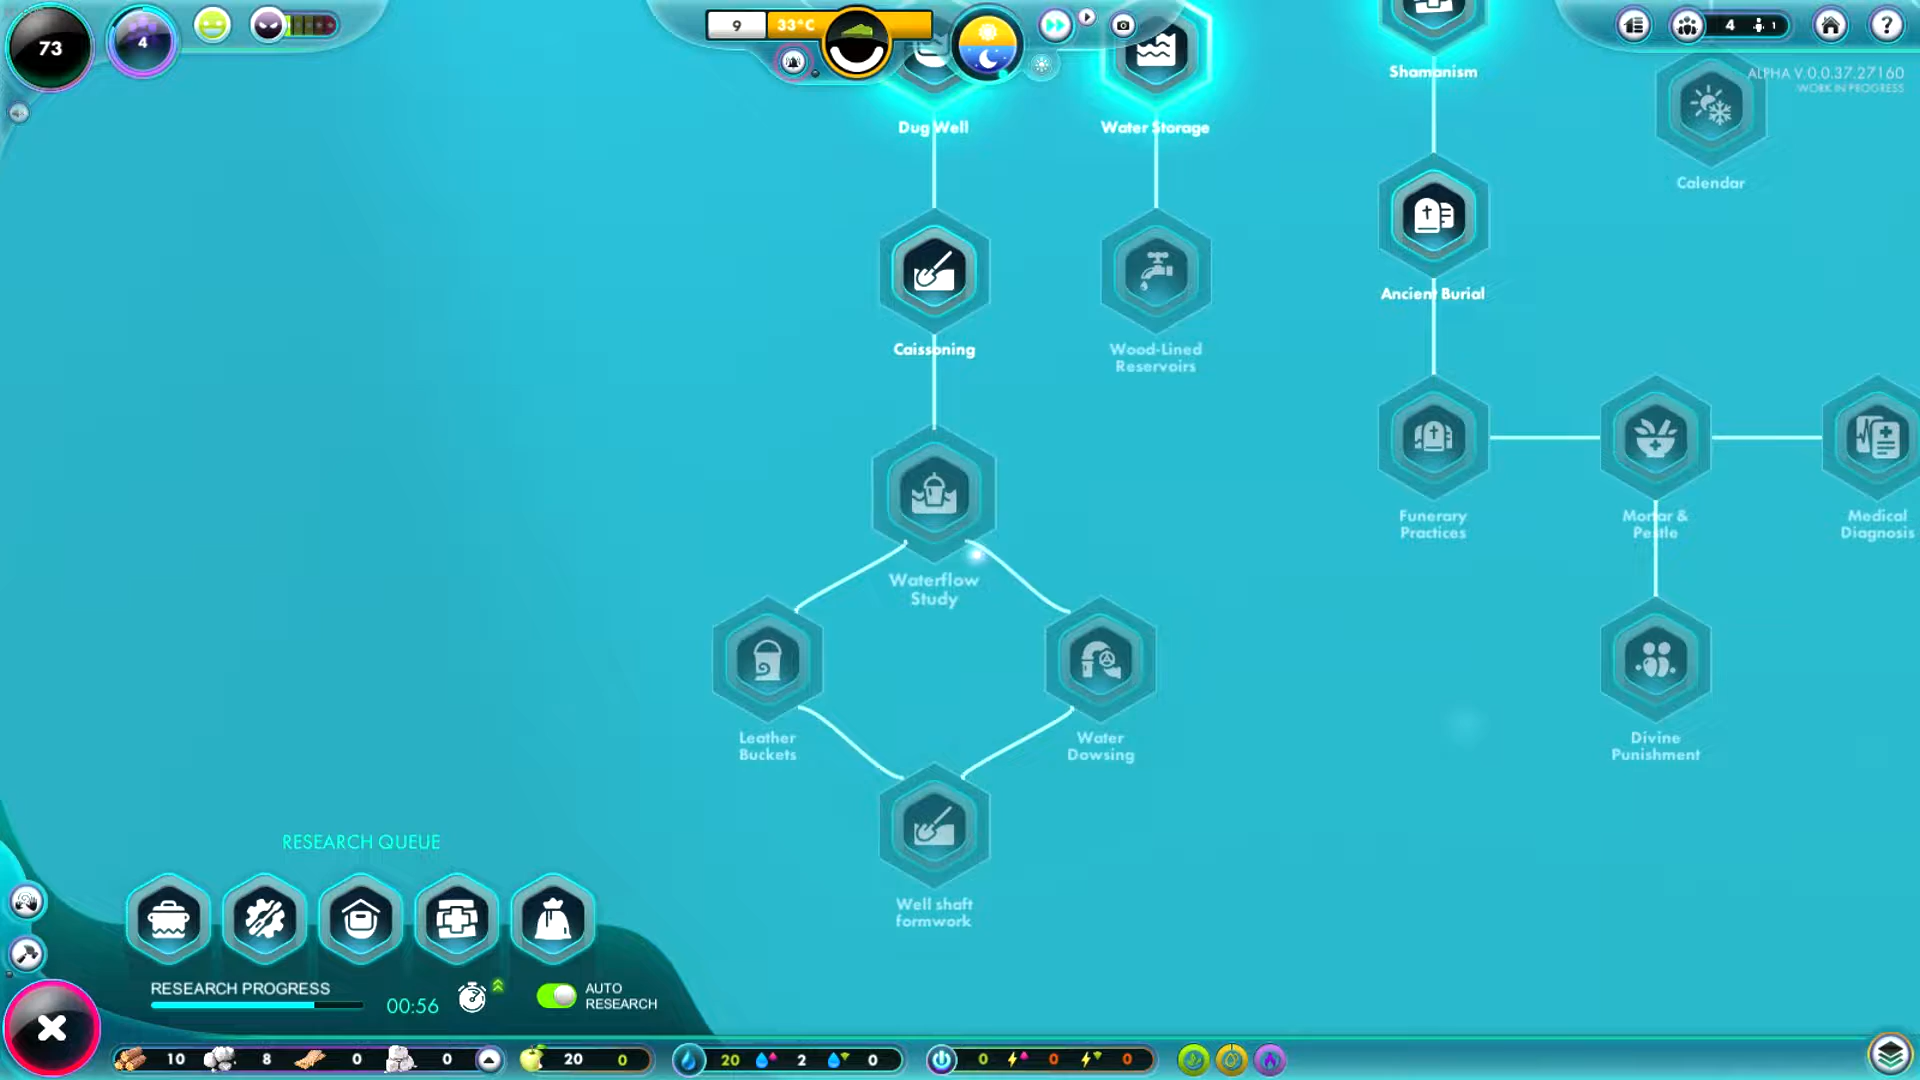 73
4
9
33°C
4
1
ALPHA V.0.0.37.27160
WORK IN PROGRESS
Shamanism
Dug Well
Water Storage
Calendar
Ancient Burial
Caissoning
Wood-Lined
Reservoirs
Funerary
Practices
Mortar &
Pestle
Medical
Diagnosis
Waterflow
Study
Leather
Buckets
Water
Dowsing
Divine
Punishment
Well shaft
formwork
RESEARCH QUEUE
RESEARCH PROGRESS
00:56
AUTO
RESEARCH
10
8
0
0
20
0
20
2
0
0
0
0